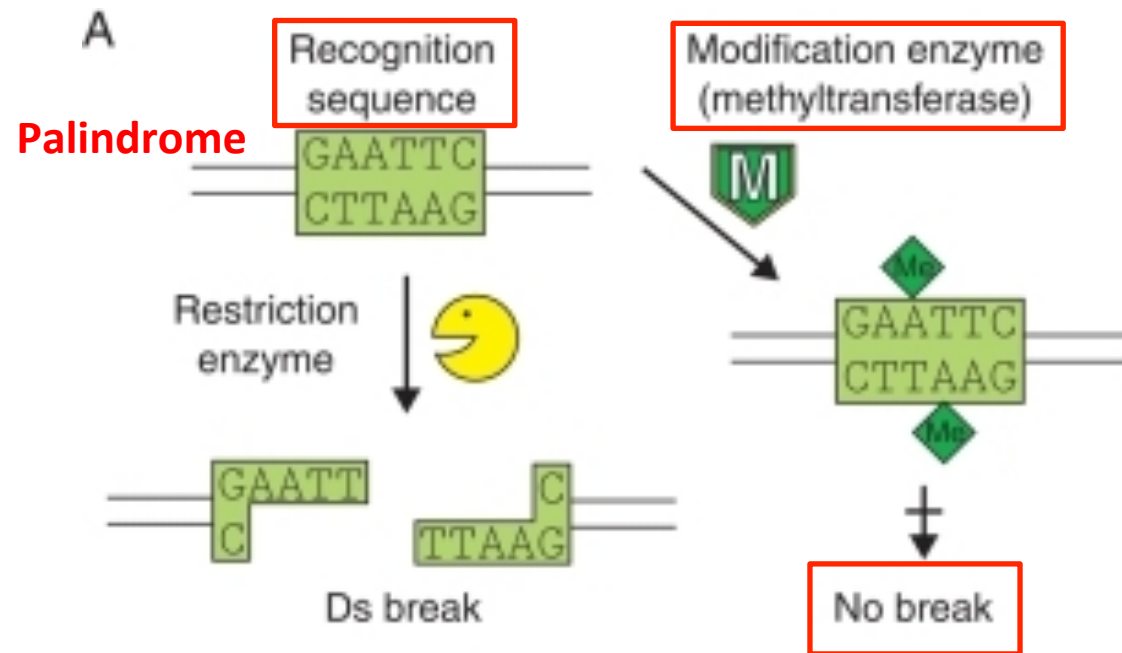 A
Recognition
sequence
Modification enzyme
(methyltransferase)
Palindrome
GAATTC
CTTAAG
M
Restriction
enzyme
Me
GAATTC
CTTAAG
Me
GAATT
C
C
TTAAG
Ds break
No break